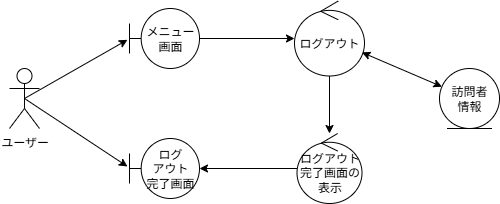 メニュー
画面
ログアウト
訪問者
情報
ユーザー
ログ
アウト
完了画面
ログアウト
完了画面の
表示